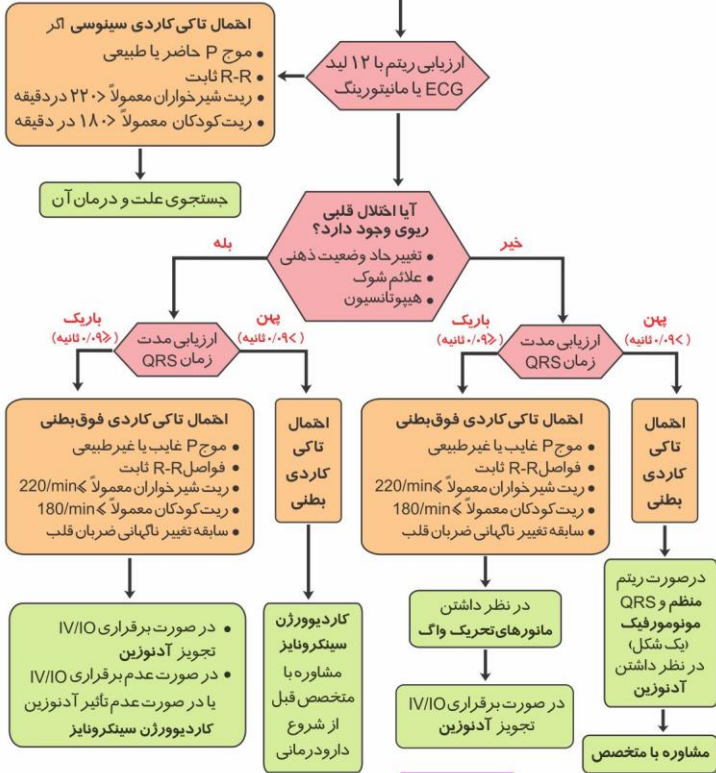 احتمال تاکی کاردی سینوسی اگر
• موج P حاضر یا طبیعی
• R-R ثابت
• ریت شیرخواران معمولاً <۲۲۰ در دقیقه
• ریت کودکان معمولاً <۱۸۰ در دقیقه
ارزیابی ریتم با ۱۲ لید
ECG یا مانیتورینگ
جستجوی علت و درمان آن
آیا اختلال قلبی
ریوی وجود دارد؟
• تغییر حاد وضعیت ذهنی
• علائم شوک
• هیپوتانسیون
خیر
بله
پهن
(>۰/۰۹ ثانیه)
ارزیابی مدت
زمان QRS
باریک
(⩽۰/۰۹ ثانیه)
پهن
(>۰/۰۹ ثانیه)
ارزیابی مدت
زمان QRS
باریک
(⩽۰/۰۹ ثانیه)
احتمال
تاکی
کاردی
بطنی
احتمال تاکی کاردی فوق‌بطنی
• موج P غایب یا غیرطبیعی
• فواصل R-R ثابت
• ریت شیرخواران معمولاً ⩾220/min
• ریت کودکان معمولاً ⩾180/min
• سابقه تغییر ناگهانی ضربان قلب
احتمال
تاکی
کاردی
بطنی
احتمال تاکی کاردی فوق‌بطنی
• موج P غایب یا غیرطبیعی
• فواصل R-R ثابت
• ریت شیرخواران معمولاً ⩾220/min
• ریت کودکان معمولاً ⩾180/min
• سابقه تغییر ناگهانی ضربان قلب
درصورت ریتم
منظم و QRS
مونومورفیک
(یک شکل)
در نظر داشتن
آدنوزین
مشاوره با متخصص
در نظر داشتن
مانورهای تحریک واگ
در صورت برقراری IV/IO
تجویز آدنوزین
کاردیوورژن
سینکرونایز
مشاوره با
متخصص قبل
از شروع
دارودرمانی
• در صورت برقراری IV/IO
تجویز آدنوزین
• در صورت عدم برقراری IV/IO
یا در صورت عدم تأثیر آدنوزین
کاردیوورژن سینکرونایز